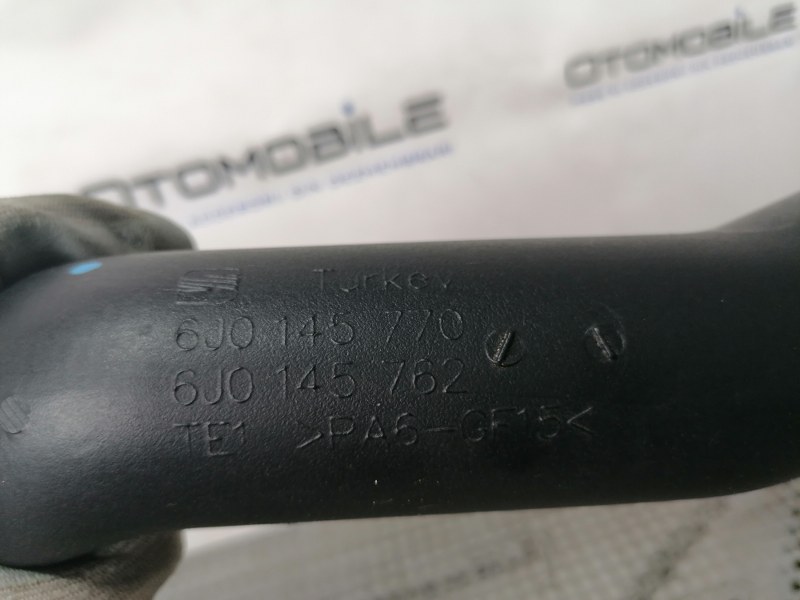 OTOMOBILE
OTOMOBILE
Turkey
6J0 145 770
6J0 145 762
TE1 >PA6-GF15<